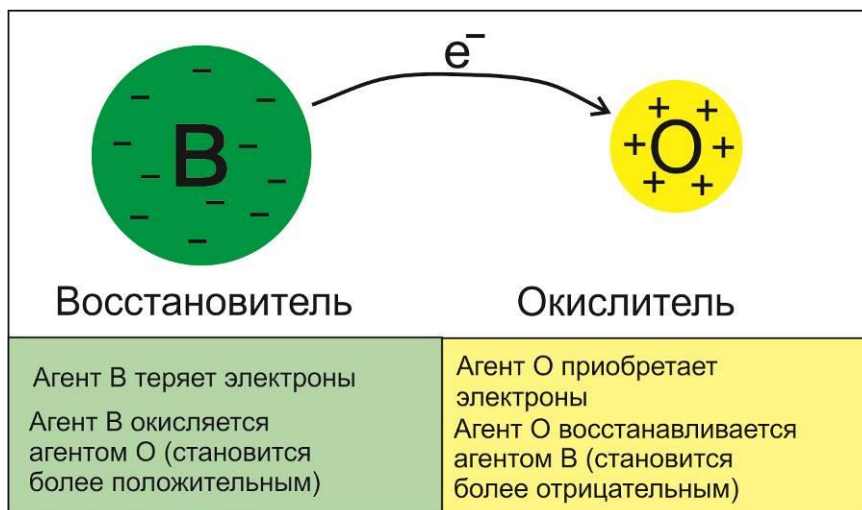 e⁻
В
О
Восстановитель
Окислитель
Агент В теряет электроны
Агент В окисляется
агентом О (становится
более положительным)
Агент О приобретает
электроны
Агент О восстанавливается
агентом В (становится
более отрицательным)